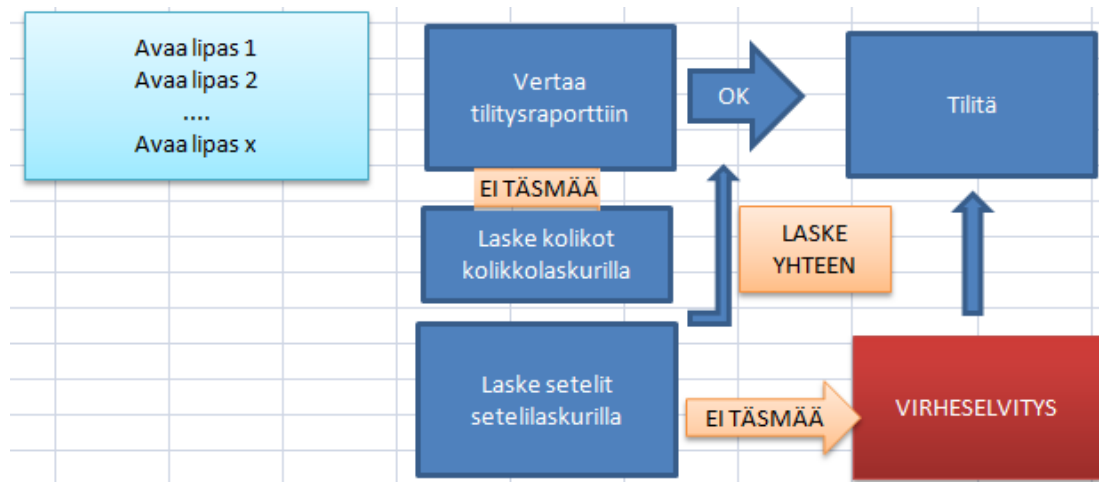 Avaa lipas 1
Avaa lipas 2
....
Avaa lipas x
Vertaa
tilitysraporttiin
OK
Tilitä
EI TÄSMÄÄ
Laske kolikot
kolikkolaskurilla
LASKE
YHTEEN
Laske setelit
setelilaskurilla
EI TÄSMÄÄ
VIRHESELVITYS